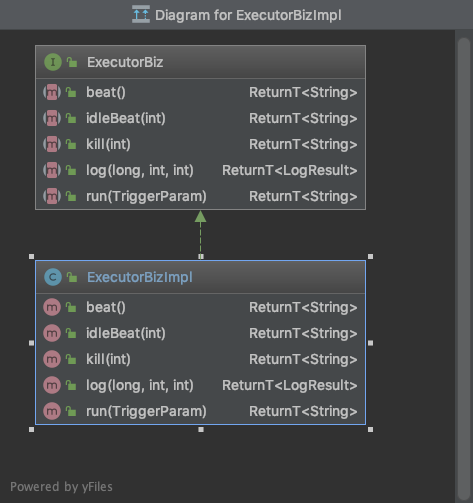 Diagram for ExecutorBizImpl
I ExecutorBiz
m beat() ReturnT<String>
m idleBeat(int) ReturnT<String>
m kill(int) ReturnT<String>
m log(long, int, int) ReturnT<LogResult>
m run(TriggerParam) ReturnT<String>
C ExecutorBizImpl
m beat() ReturnT<String>
m idleBeat(int) ReturnT<String>
m kill(int) ReturnT<String>
m log(long, int, int) ReturnT<LogResult>
m run(TriggerParam) ReturnT<String>
Powered by yFiles